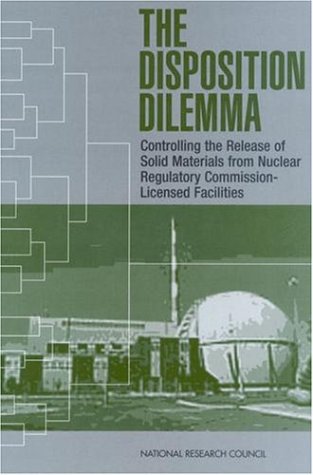 THE
DISPOSITION
DILEMMA
Controlling the Release of
Solid Materials from Nuclear
Regulatory Commission-
Licensed Facilities
NATIONAL RESEARCH COUNCIL